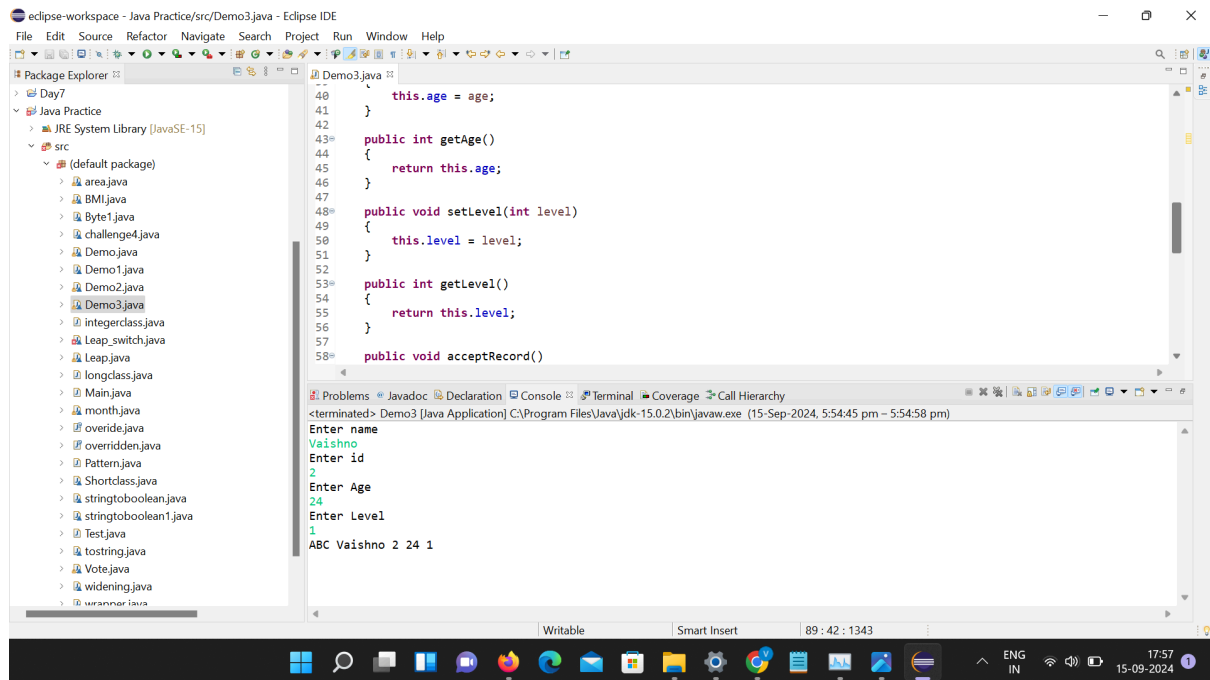 eclipse-workspace - Java Practice/src/Demo3.java - Eclipse IDE
File Edit Source Refactor Navigate Search Project Run Window Help
Package Explorer
Day7
Java Practice
JRE System Library [JavaSE-15]
src
(default package)
area.java
BMI.java
Byte1.java
challenge4.java
Demo.java
Demo1.java
Demo2.java
Demo3.java
integerclass.java
Leap_switch.java
Leap.java
longclass.java
Main.java
month.java
overide.java
overridden.java
Pattern.java
Shortclass.java
stringtoboolean.java
stringtoboolean1.java
Test.java
tostring.java
Vote.java
widening.java
wrapper.java
Demo3.java
40 this.age = age;
41 }
42
43 public int getAge()
44 {
45 return this.age;
46 }
47
48 public void setLevel(int level)
49 {
50 this.level = level;
51 }
52
53 public int getLevel()
54 {
55 return this.level;
56 }
57
58 public void acceptRecord()
Problems Javadoc Declaration Console Terminal Coverage Call Hierarchy
<terminated> Demo3 [Java Application] C:\Program Files\Java\jdk-15.0.2\bin\javaw.exe (15-Sep-2024, 5:54:45 pm – 5:54:58 pm)
Enter name
Vaishno
Enter id
2
Enter Age
24
Enter Level
1
ABC Vaishno 2 24 1
Writable Smart Insert 89 : 42 : 1343
ENG
IN
17:57
15-09-2024
1